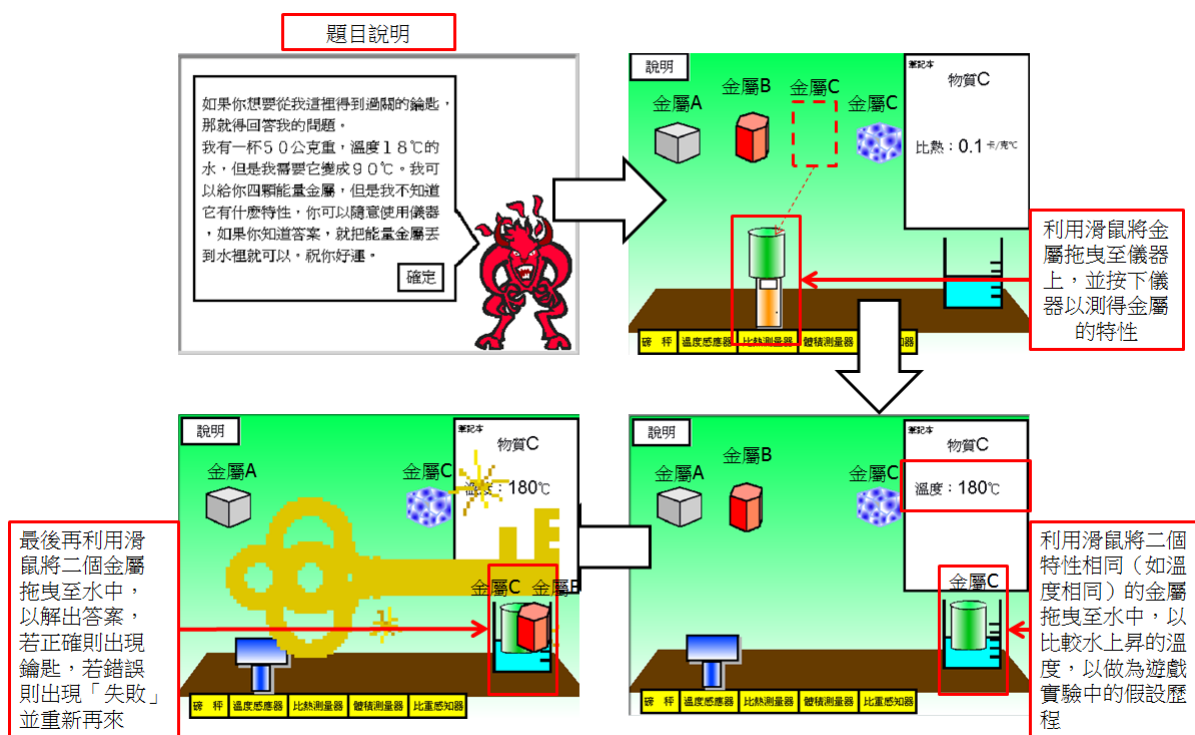 題目說明
如果你想要從我這裡得到過關的鑰匙，
那就得回答我的問題。
我有一杯５０公克重，溫度１８℃的
水，但是我需要它變成９０℃。我可
以給你四顆能量金屬，但是我不知道
它有什麼特性，你可以隨意使用儀器
，如果你知道答案，就把能量金屬丟
到水裡就可以。祝你好運。
確定
說明
金屬A
金屬B
金屬C
金屬C
筆記本
物質C
比熱：0.1 卡/克℃
磅 秤
溫度感應器
比熱測量器
體積測量器
利用滑鼠將金
屬拖曳至儀器
上，並按下儀
器以測得金屬
的特性
說明
金屬A
金屬B
金屬C
筆記本
物質C
溫度：180℃
金屬C
磅 秤
溫度感應器
比熱測量器
體積測量器
比重感知器
利用滑鼠將二個
特性相同（如溫
度相同）的金屬
拖曳至水中，以
比較水上昇的溫
度，以做為遊戲
實驗中的假設歷
程
說明
金屬A
金屬C
筆記本
物質C
溫度：180℃
金屬C
磅 秤
溫度感應器
比熱測量器
體積測量器
比重感知器
最後再利用滑
鼠將二個金屬
拖曳至水中，
以解出答案，
若正確則出現
鑰匙，若錯誤
則出現「失敗」
並重新再來